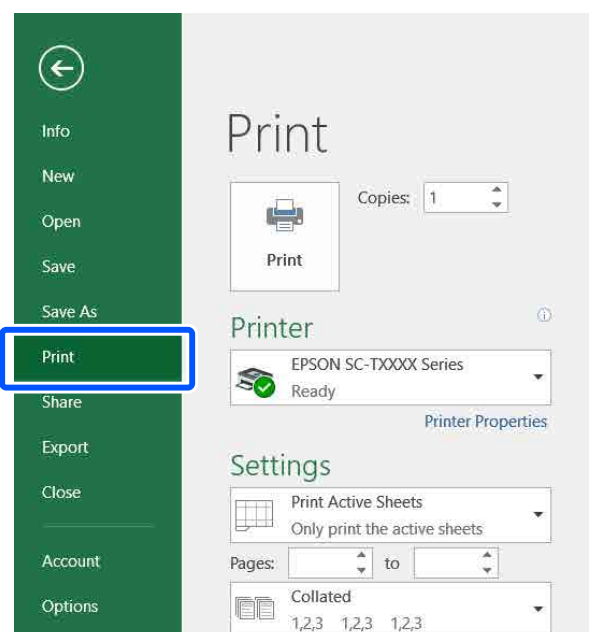 Info
New
Open
Save
Save As
Print
Share
Export
Close
Account
Options
Print
Copies: 1
Print
Printer
EPSON SC-TXXXX Series
Ready
Printer Properties
Settings
Print Active Sheets
Only print the active sheets
Pages: to
Collated
1,2,3 1,2,3 1,2,3